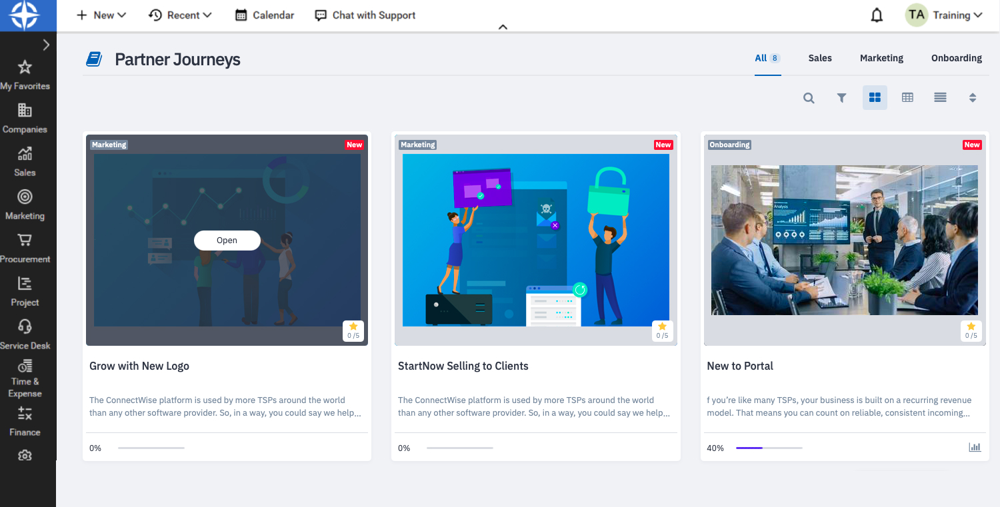 New
Recent
Calendar
Chat with Support
TA
Training
My Favorites
Companies
Sales
Marketing
Procurement
Project
Service Desk
Time &
Expense
Finance
Partner Journeys
All 8
Sales
Marketing
Onboarding
Marketing
New
Open
0 /5
Grow with New Logo
The ConnectWise platform is used by more TSPs around the world
than any other software provider. So, in a way, you could say we help...
0%
Marketing
New
0 /5
StartNow Selling to Clients
The ConnectWise platform is used by more TSPs around the world
than any other software provider. So, in a way, you could say we help...
0%
Onboarding
New
Analysis
0 /5
New to Portal
f you’re like many TSPs, your business is built on a recurring revenue
model. That means you can count on reliable, consistent incoming...
40%